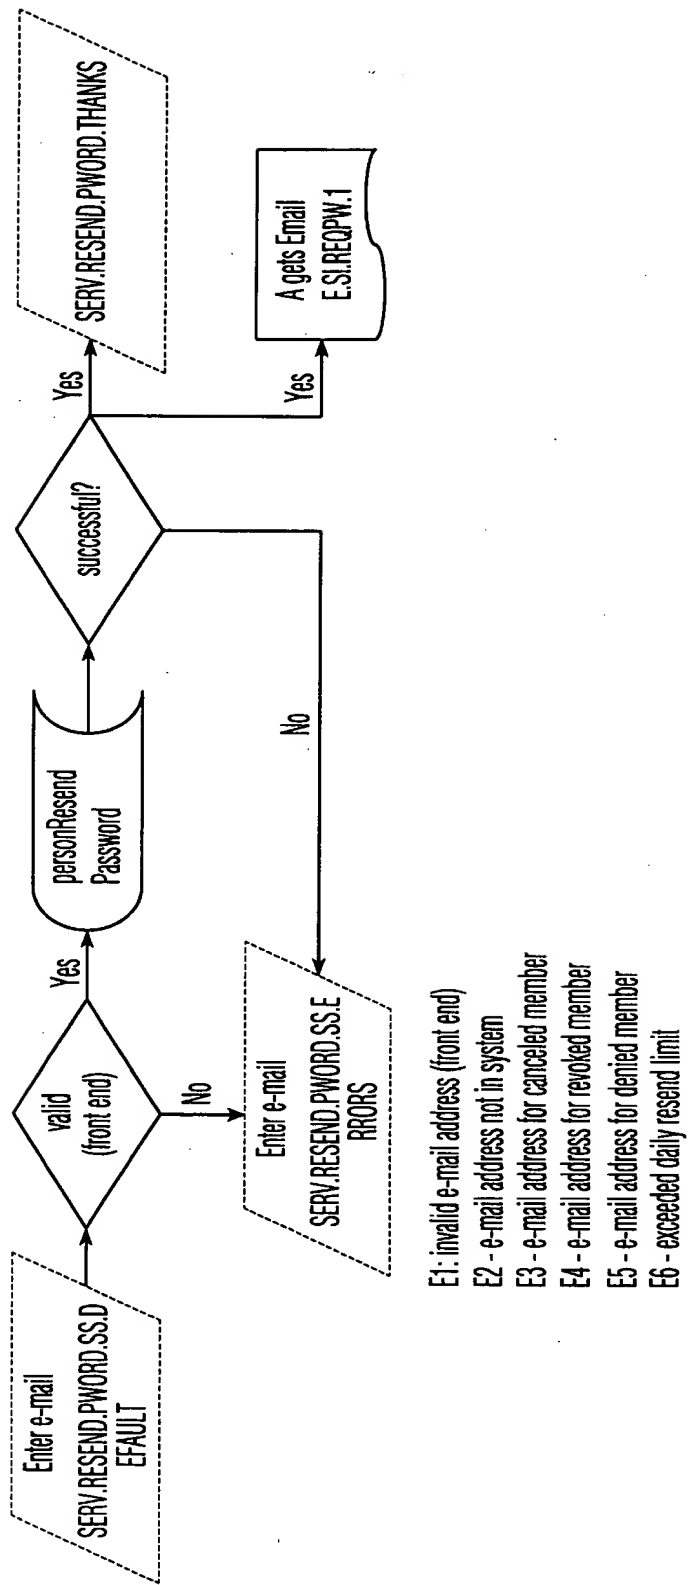 Enter e-mail
SERV.RESEND.PWORD.SS.D
EFAULT
valid
(front end)
Yes
No
personResend
Password
successful?
Yes
SERV.RESEND.PWORD.THANKS
Yes
A gets Email
E.SI.REQPW.1
No
Enter e-mail
SERV.RESEND.PWORD.SS.E
RRORS
E1: invalid e-mail address (front end)
E2 - e-mail address not in system
E3 - e-mail address for canceled member
E4 - e-mail address for revoked member
E5 - e-mail address for denied member
E6 - exceeded daily resend limit